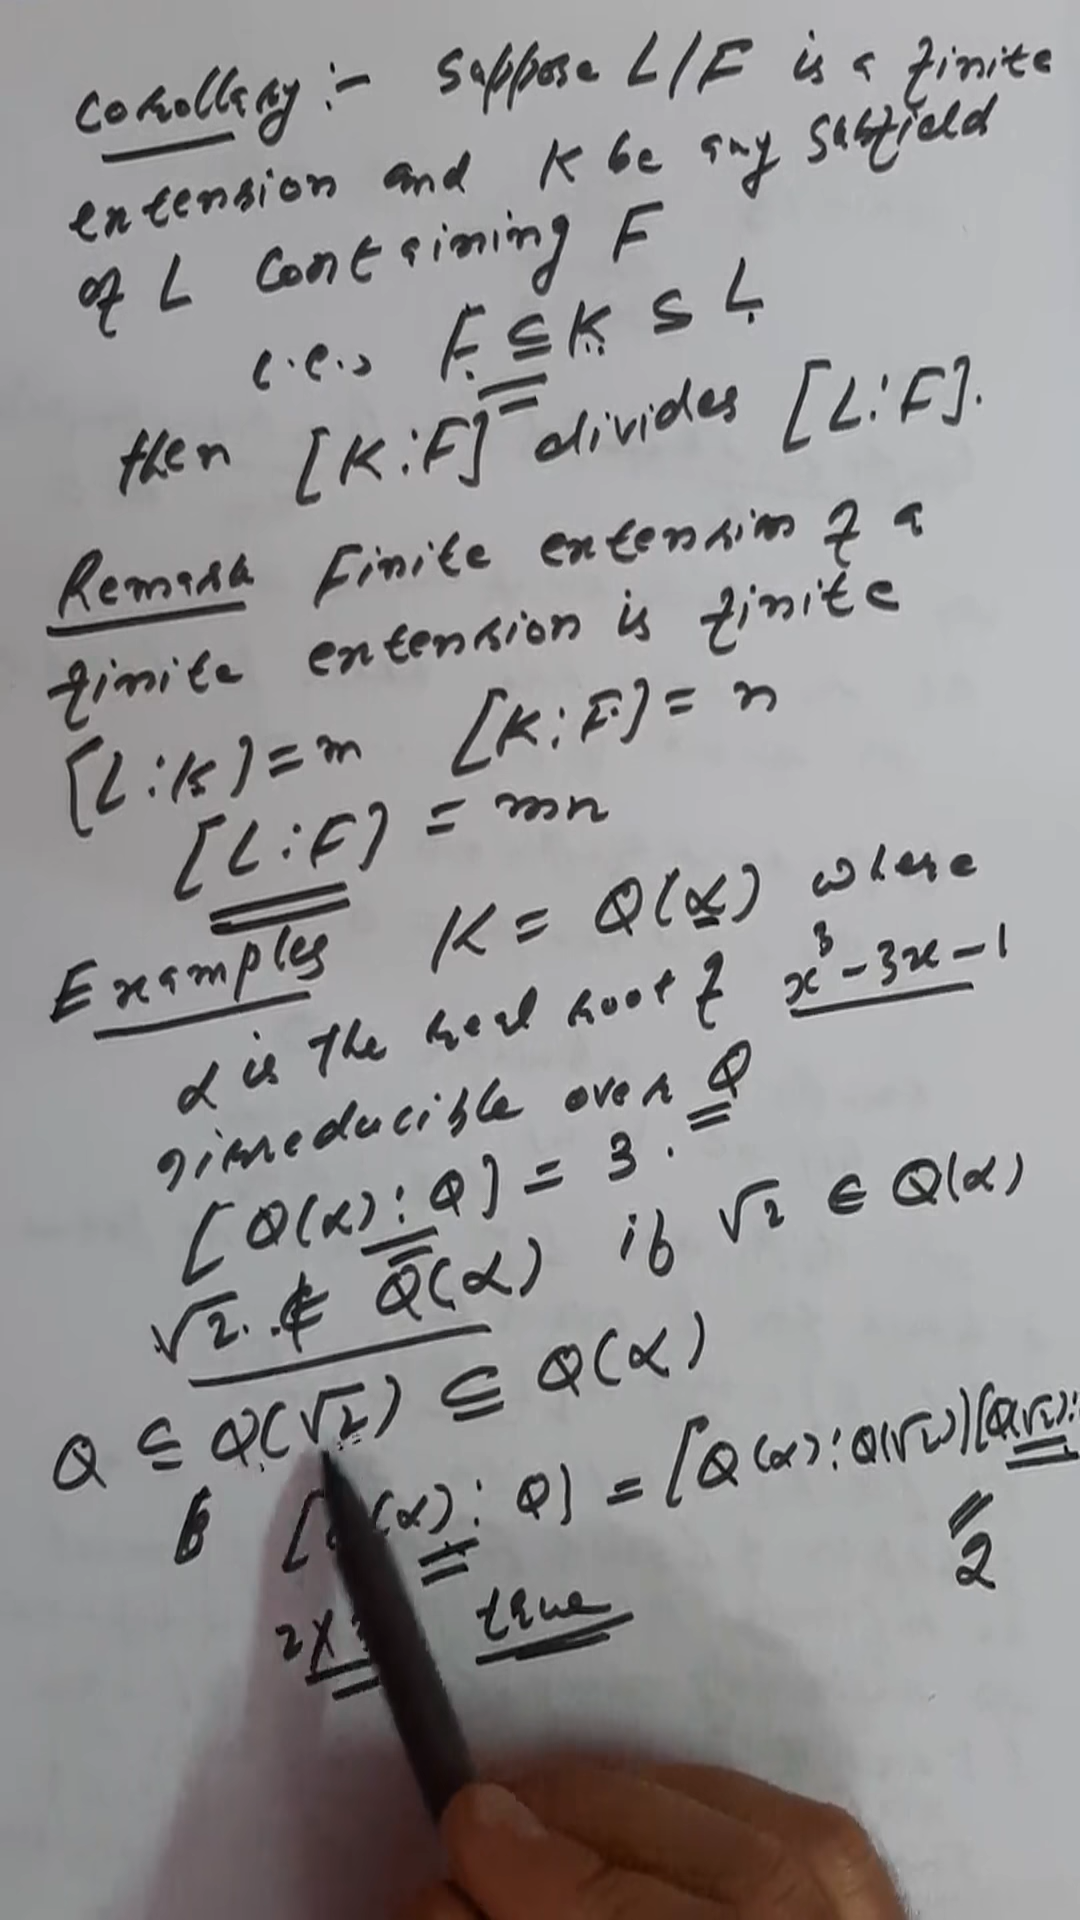 Corollary :- Suppose L/F is a finite
extension and K be any subfield
of L containing F
i.e., F ⊆ K ⊆ L
then [K:F] divides [L:F].
Remark Finite extension of a
finite extension is finite
[L:K] = m [K:F] = n
[L:F] = mn
Examples K = Q(α) where
α is the real root of x³-3x-1
irreducible over Q
[Q(α):Q] = 3.
√2 ∉ Q(α) if √2 ∈ Q(α)
Q ⊆ Q(√2) ⊆ Q(α)
(α):Q] = [Q(α):Q(√2)][Q(√2):
2
2 X
true